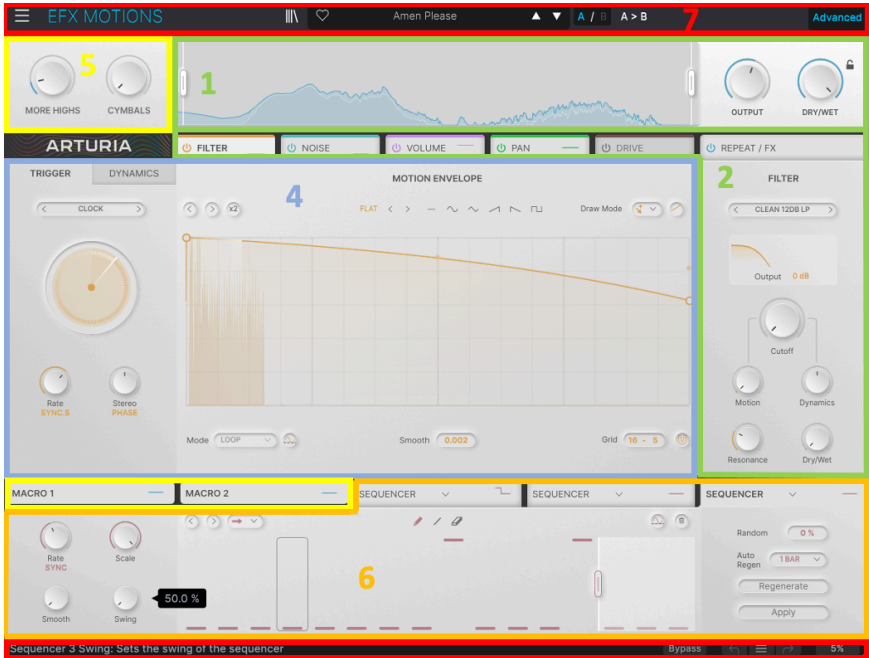 EFX MOTIONS
Amen Please
A / B
A > B
7
Advanced
5
MORE HIGHS
CYMBALS
1
OUTPUT
DRY/WET
ARTURIA
FILTER
NOISE
VOLUME
PAN
DRIVE
REPEAT / FX
TRIGGER
DYNAMICS
MOTION ENVELOPE
2
FILTER
CLOCK
x2
4
FLAT
Draw Mode
CLEAN 12DB LP
Output 0 dB
Cutoff
Rate
SYNC.S
Stereo
PHASE
Motion
Dynamics
Mode LOOP
Smooth 0.002
Grid 16 - 5
Resonance
Dry/Wet
MACRO 1
MACRO 2
SEQUENCER
SEQUENCER
SEQUENCER
Rate
SYNC
Scale
Random 0 %
Auto
Regen
1 BAR
6
Regenerate
50.0 %
Smooth
Swing
Apply
Sequencer 3 Swing: Sets the swing of the sequencer
Bypass
5%